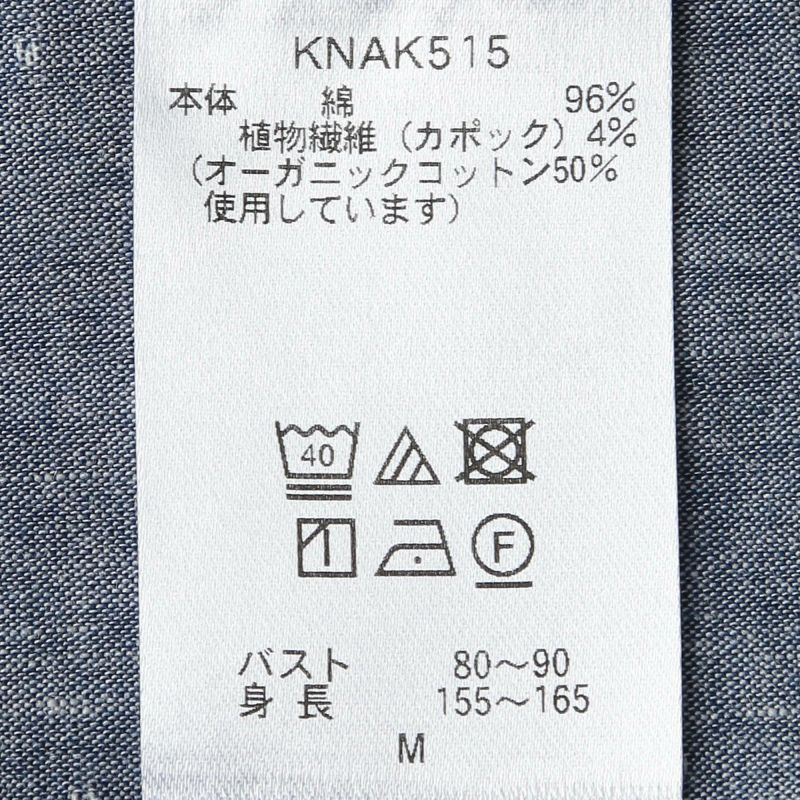 KNAK515
本体 綿 96%
植物繊維（カポック）4%
（オーガニックコットン50%
使用しています）
40
F
バスト 80～90
身長 155～165
M